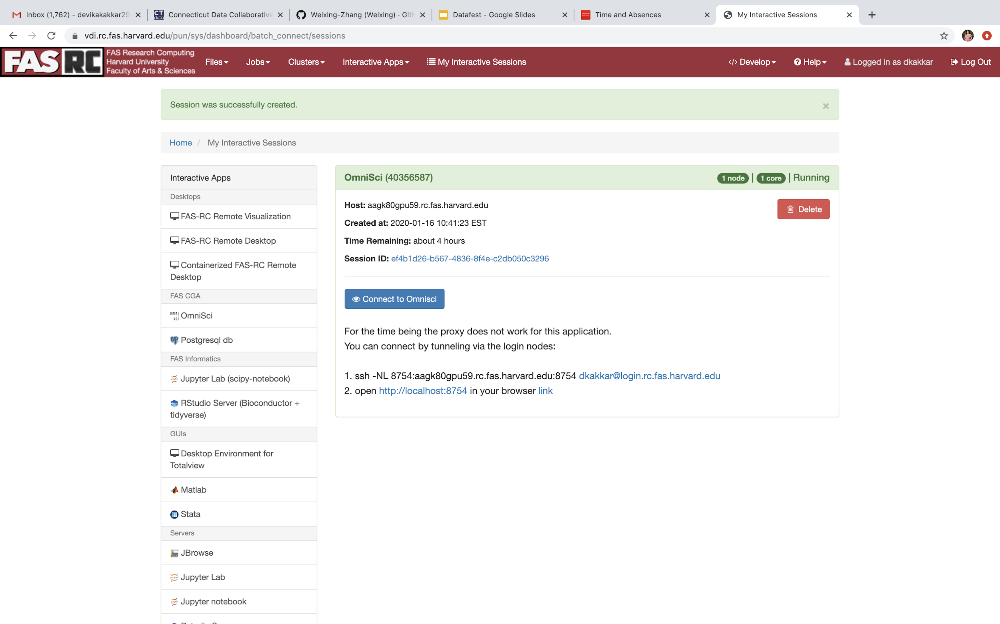 Inbox (1,762) - devikakakkar29
Connecticut Data Collaborative
Weixing-Zhang (Weixing) · GitH
Datafest - Google Slides
Time and Absences
My Interactive Sessions
vdi.rc.fas.harvard.edu/pun/sys/dashboard/batch_connect/sessions
FAS RC
FAS Research Computing
Harvard University
Faculty of Arts & Sciences
Files
Jobs
Clusters
Interactive Apps
My Interactive Sessions
</> Develop
Help
Logged in as dkakkar
Log Out
Session was successfully created.
×
Home / My Interactive Sessions
Interactive Apps
Desktops
FAS-RC Remote Visualization
FAS-RC Remote Desktop
Containerized FAS-RC Remote
Desktop
FAS CGA
OmniSci
Postgresql db
FAS Informatics
Jupyter Lab (scipy-notebook)
RStudio Server (Bioconductor +
tidyverse)
GUIs
Desktop Environment for
Totalview
Matlab
Stata
Servers
JBrowse
Jupyter Lab
Jupyter notebook
OmniSci (40356587)
1 node | 1 core | Running
Host: aagk80gpu59.rc.fas.harvard.edu
Delete
Created at: 2020-01-16 10:41:23 EST
Time Remaining: about 4 hours
Session ID: ef4b1d26-b567-4836-8f4e-c2db050c3296
Connect to Omnisci
For the time being the proxy does not work for this application.
You can connect by tunneling via the login nodes:
1. ssh -NL 8754:aagk80gpu59.rc.fas.harvard.edu:8754 dkakkar@login.rc.fas.harvard.edu
2. open http://localhost:8754 in your browser link